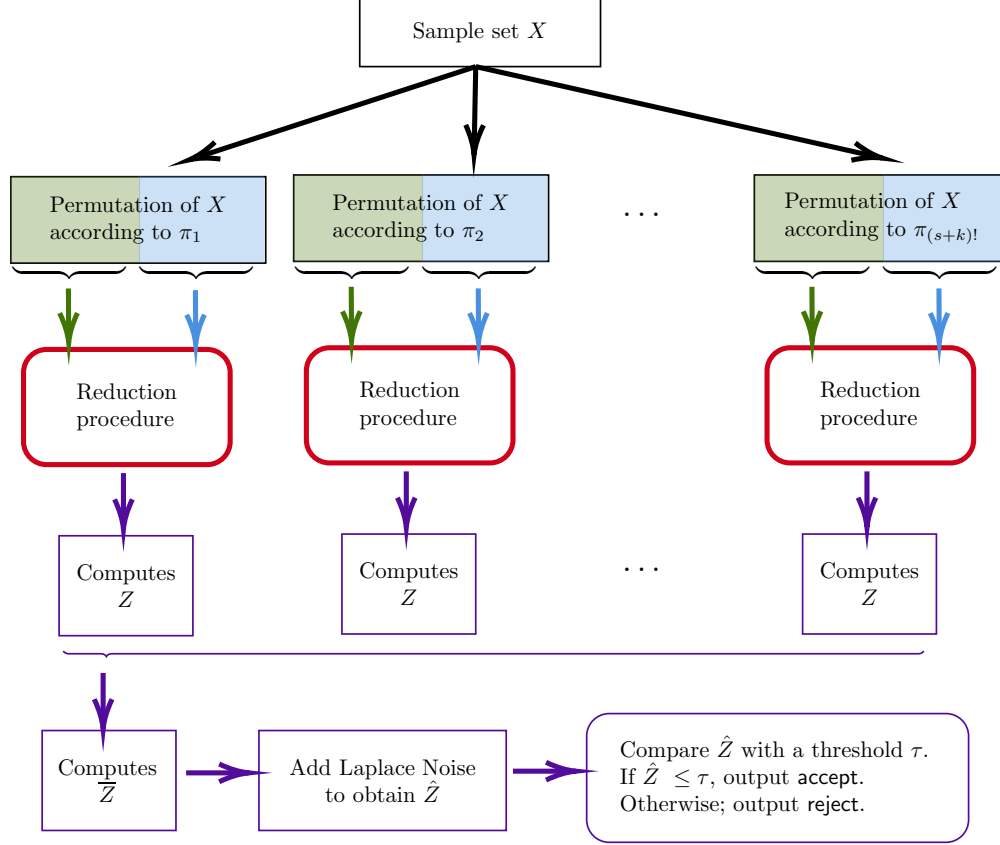 Sample set X
Permutation of X
according to π₁
Permutation of X
according to π₂
. . .
Permutation of X
according to π₍ₛ₊ₖ₎!
Reduction
procedure
Reduction
procedure
Reduction
procedure
Computes
Z
Computes
Z
. . .
Computes
Z
Computes
Z̅
Add Laplace Noise
to obtain Ẑ
Compare Ẑ with a threshold τ.
If Ẑ ≤ τ, output accept.
Otherwise; output reject.